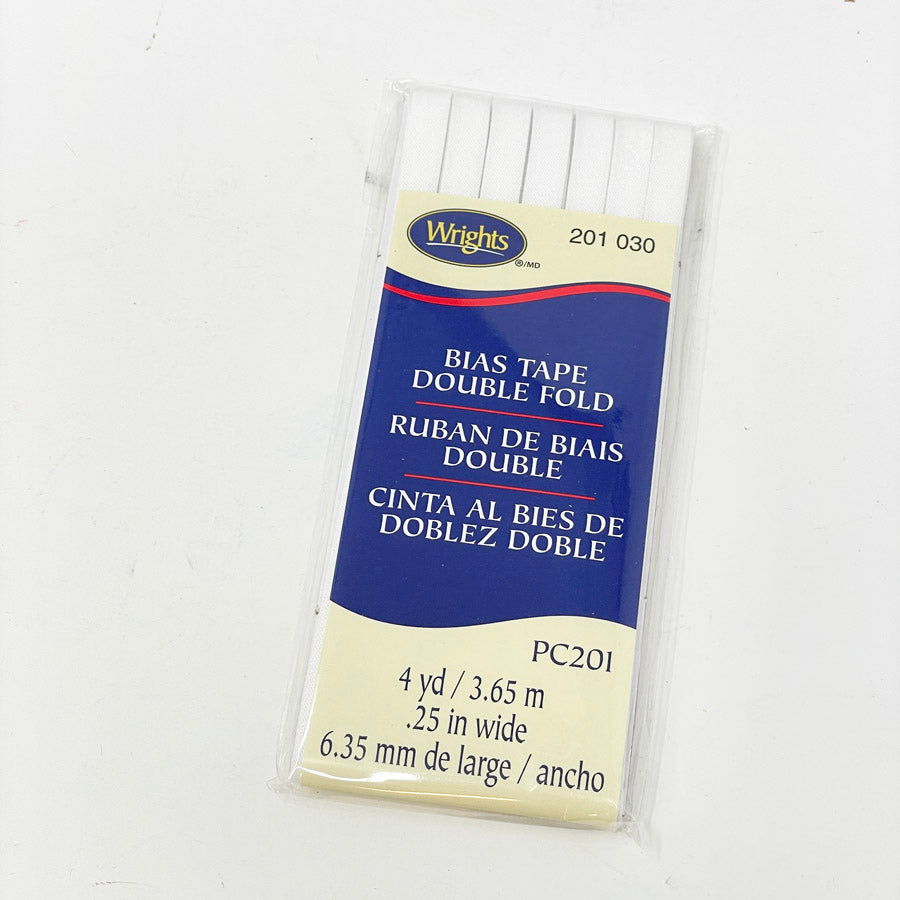 Wrights
®/MD
201 030
BIAS TAPE
DOUBLE FOLD
RUBAN DE BIAIS
DOUBLE
CINTA AL BIES DE
DOBLEZ DOBLE
PC201
4 yd / 3.65 m
.25 in wide
6.35 mm de large / ancho